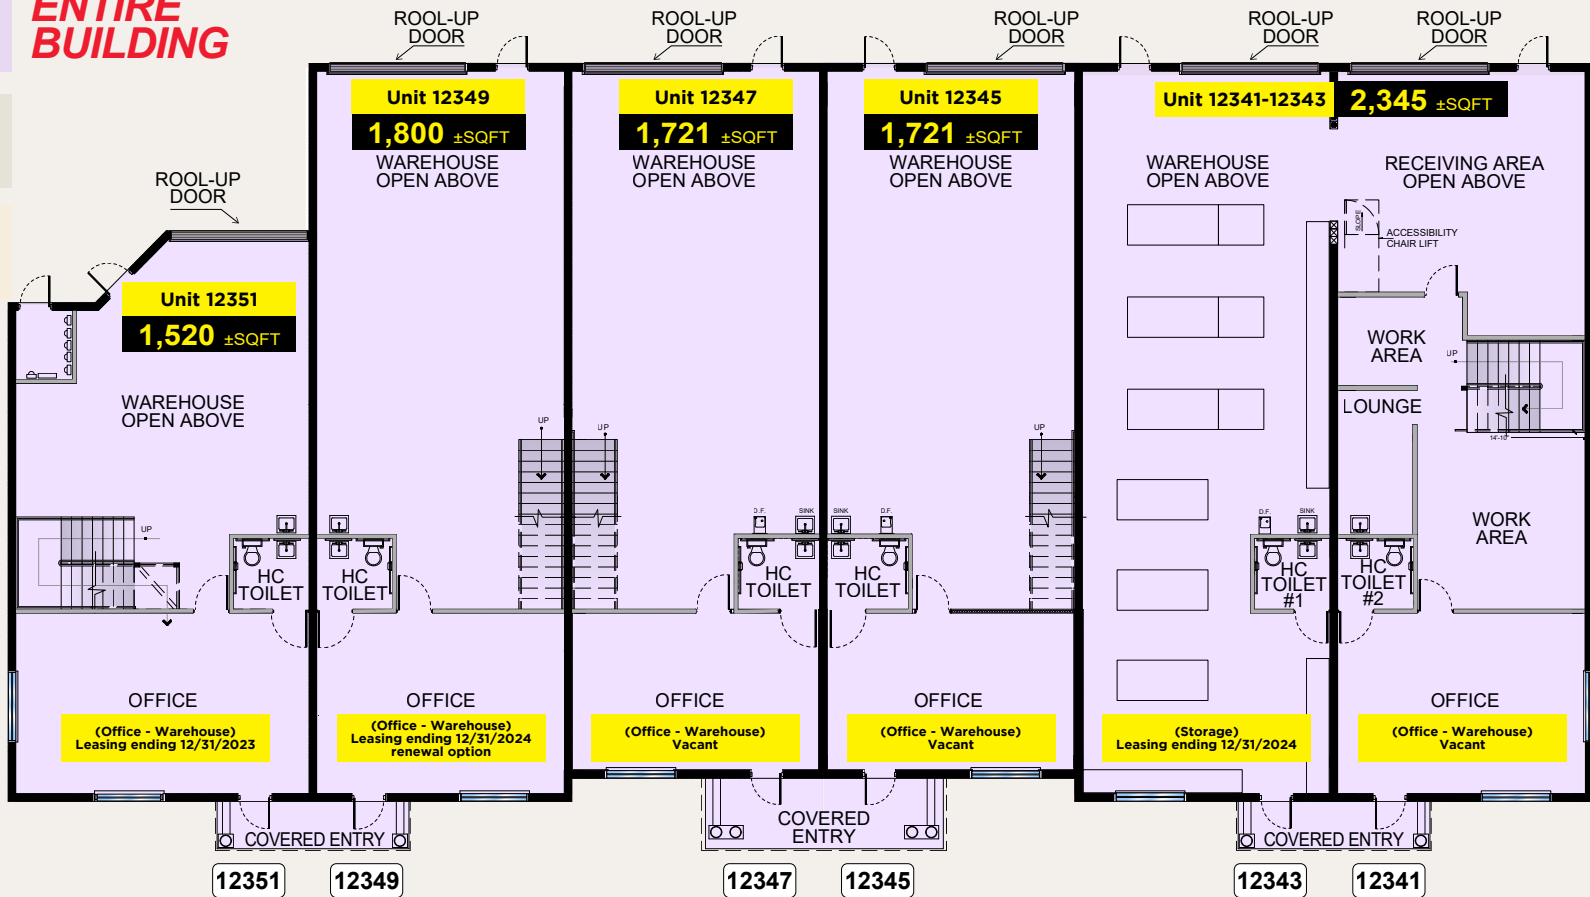 ENTIRE
BUILDING
ROOL-UP
DOOR
ROOL-UP
DOOR
ROOL-UP
DOOR
ROOL-UP
DOOR
ROOL-UP
DOOR
Unit 12349
1,800 ±SQFT
WAREHOUSE
OPEN ABOVE
Unit 12347
1,721 ±SQFT
WAREHOUSE
OPEN ABOVE
Unit 12345
1,721 ±SQFT
WAREHOUSE
OPEN ABOVE
Unit 12341-12343
2,345 ±SQFT
WAREHOUSE
OPEN ABOVE
RECEIVING AREA
OPEN ABOVE
ROOL-UP
DOOR
SLOPE
ACCESSIBILITY
CHAIR LIFT
Unit 12351
1,520 ±SQFT
WAREHOUSE
OPEN ABOVE
WORK
AREA
UP
LOUNGE
14'-10"
UP
UP
UP
UP
D.F.
SINK
SINK
D.F.
D.F.
SINK
WORK
AREA
HC
TOILET
HC
TOILET
HC
TOILET
HC
TOILET
HC
TOILET
#1
HC
TOILET
#2
OFFICE
(Office - Warehouse)
Leasing ending 12/31/2023
OFFICE
(Office - Warehouse)
Leasing ending 12/31/2024
renewal option
OFFICE
(Office - Warehouse)
Vacant
OFFICE
(Office - Warehouse)
Vacant
(Storage)
Leasing ending 12/31/2024
OFFICE
(Office - Warehouse)
Vacant
COVERED ENTRY
COVERED
ENTRY
COVERED ENTRY
12351
12349
12347
12345
12343
12341